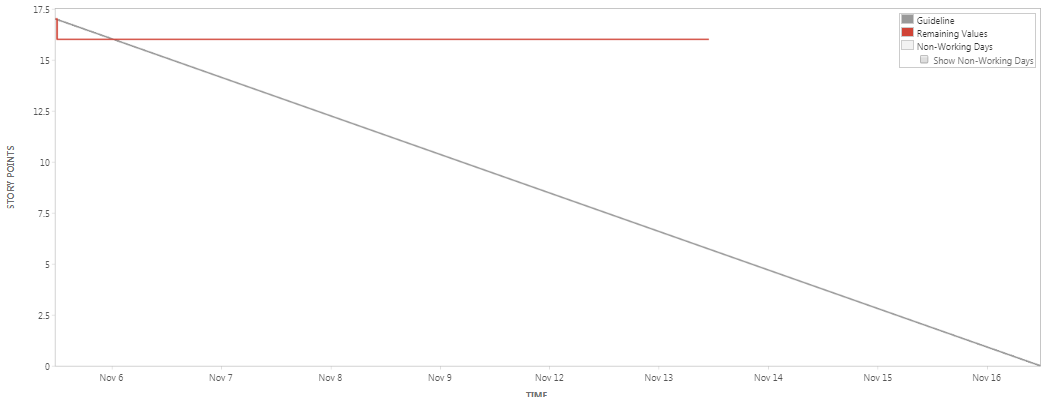 17.5
15
12.5
10
7.5
5
2.5
0
STORY POINTS
Guideline
Remaining Values
Non-Working Days
Show Non-Working Days
Nov 6 Nov 7 Nov 8 Nov 9 Nov 12 Nov 13 Nov 14 Nov 15 Nov 16
TIME